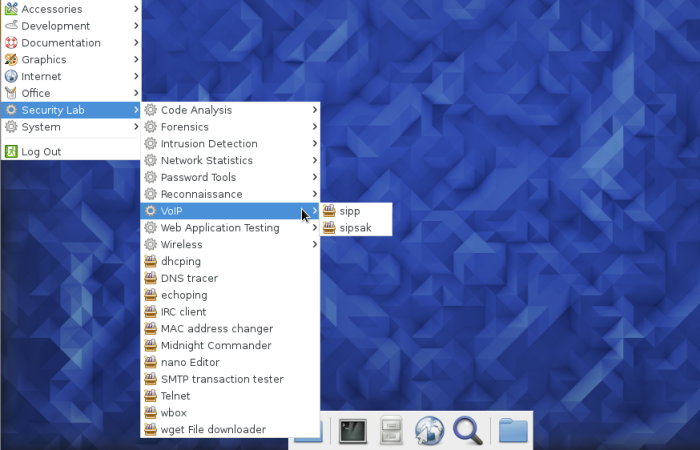 Accessories
Development
Documentation
Graphics
Internet
Office
Security Lab
System
Log Out
Code Analysis
Forensics
Intrusion Detection
Network Statistics
Password Tools
Reconnaissance
VoIP
Web Application Testing
Wireless
dhcping
DNS tracer
echoping
IRC client
MAC address changer
Midnight Commander
nano Editor
SMTP transaction tester
Telnet
wbox
wget File downloader
sipp
sipsak